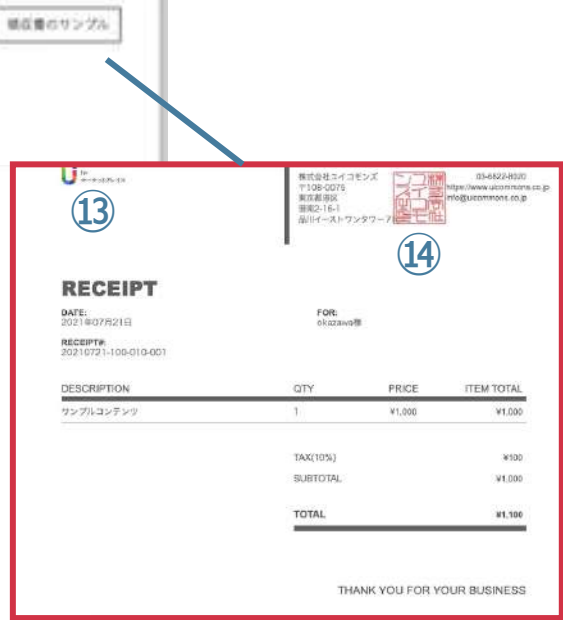 領収書のサンプル
⑬
株式会社ユイコモンズ
〒108-0075
東京都港区
港南2-16-1
品川イーストワンタワー7
03-6822-8020
https://www.uicommons.co.jp
info@uicommons.co.jp
⑭
RECEIPT
DATE:
2021年07月21日
FOR:
okazawa様
RECEIPT#:
20210721-100-010-001
DESCRIPTION QTY PRICE ITEM TOTAL
サンプルコンテンツ 1 ¥1,000 ¥1,000
TAX(10%) ¥100
SUBTOTAL ¥1,000
TOTAL ¥1,100
THANK YOU FOR YOUR BUSINESS